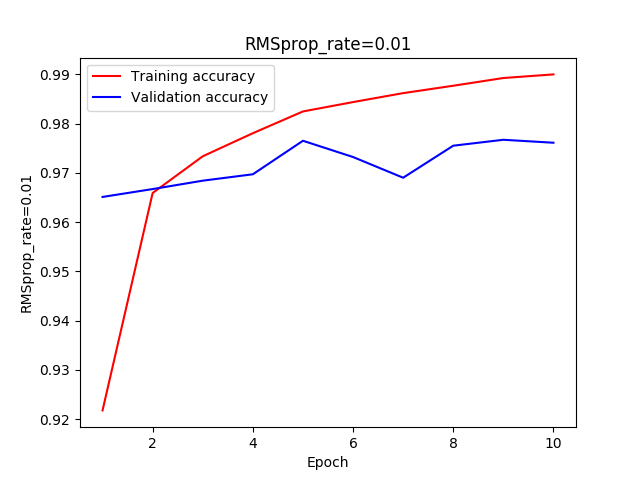 RMSprop_rate=0.01
Training accuracy
Validation accuracy
0.99
0.98
0.97
0.96
0.95
0.94
0.93
0.92
RMSprop_rate=0.01
2
4
6
8
10
Epoch